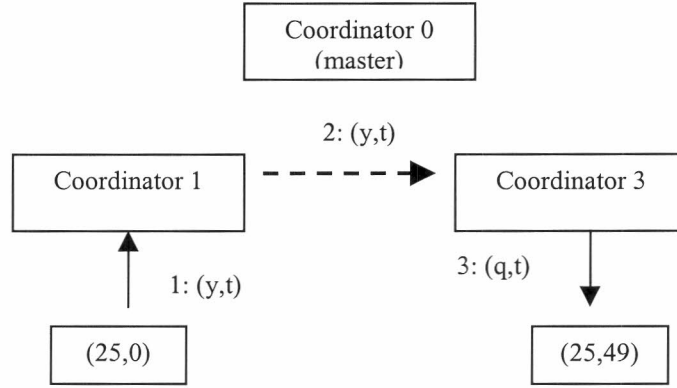 Coordinator 0
(master)
2: (y,t)
Coordinator 1
Coordinator 3
1: (y,t)
3: (q,t)
(25,0)
(25,49)